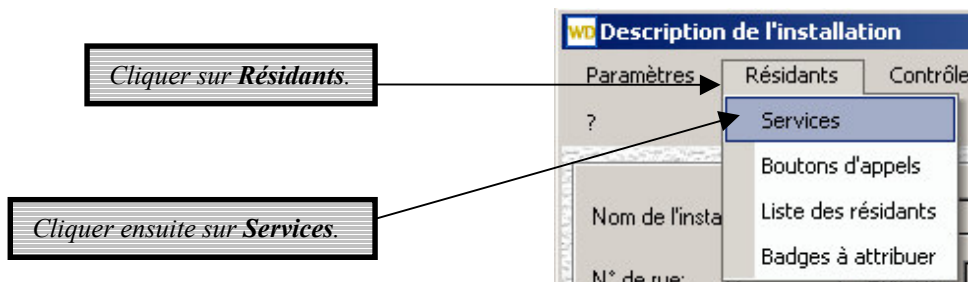 WD Description de l'installation
Cliquer sur Résidants.
Paramètres Résidants Contrôle
?
Services
Boutons d'appels
Nom de l'insta
Liste des résidants
Cliquer ensuite sur Services.
Badges à attribuer
N° de rue: